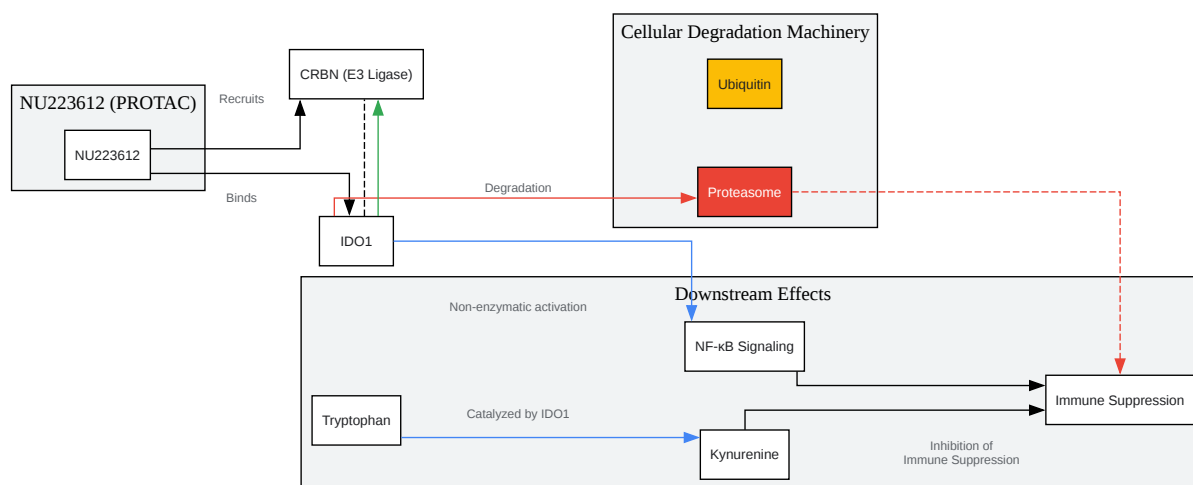 Cellular Degradation Machinery
CRBN (E3 Ligase)
Ubiquitin
NU223612 (PROTAC)
Recruits
NU223612
Binds
Degradation
Proteasome
IDO1
Downstream Effects
Non-enzymatic activation
NF-κB Signaling
Immune Suppression
Tryptophan
Catalyzed by IDO1
Kynurenine
Inhibition of
Immune Suppression